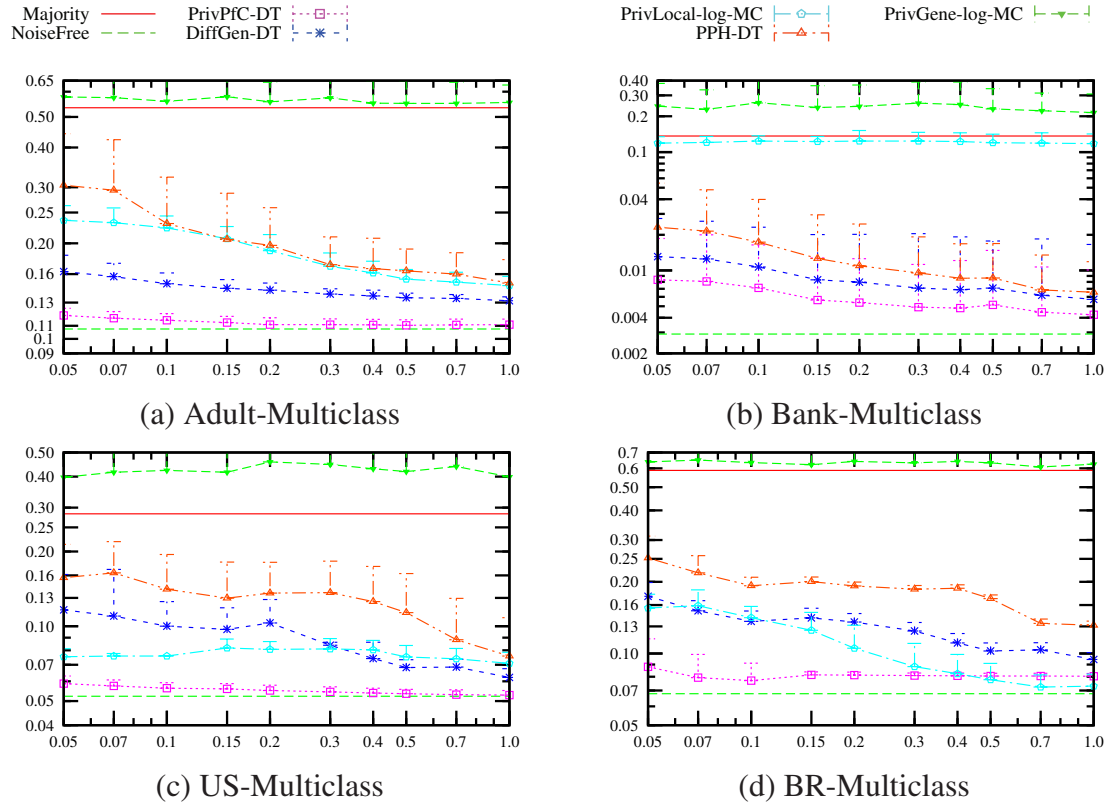 Majority
NoiseFree
PrivPfC-DT
DiffGen-DT
PrivLocal-log-MC
PPH-DT
PrivGene-log-MC
0.65
0.50
0.40
0.30
0.25
0.20
0.16
0.13
0.11
0.1
0.09
0.05 0.07 0.1 0.15 0.2 0.3 0.4 0.5 0.7 1.0
(a) Adult-Multiclass
0.40
0.30
0.2
0.1
0.04
0.01
0.004
0.002
0.05 0.07 0.1 0.15 0.2 0.3 0.4 0.5 0.7 1.0
(b) Bank-Multiclass
0.50
0.40
0.30
0.25
0.20
0.16
0.13
0.10
0.07
0.05
0.04
0.05 0.07 0.1 0.15 0.2 0.3 0.4 0.5 0.7 1.0
(c) US-Multiclass
0.7
0.6
0.50
0.30
0.25
0.20
0.16
0.13
0.10
0.07
0.05
0.05 0.07 0.1 0.15 0.2 0.3 0.4 0.5 0.7 1.0
(d) BR-Multiclass